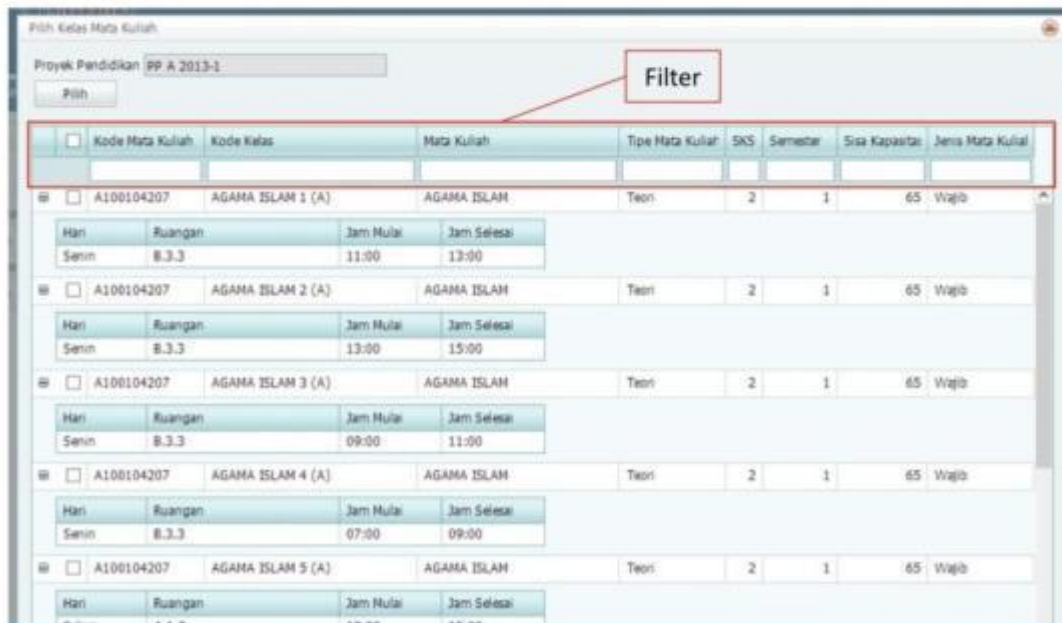 Pilih Kelas Mata Kuliah
Proyek Pendidikan PP A 2013-1
Filter
Pilih
Kode Mata Kuliah Kode Kelas Mata Kuliah Tipe Mata Kuliah SKS Semester Sisa Kapasitas Jenis Mata Kuliah
A100104207 AGAMA ISLAM 1 (A) AGAMA ISLAM Teori 2 1 65 Wajib
Hari Ruangan Jam Mulai Jam Selesai
Senin B.3.3 11:00 13:00
A100104207 AGAMA ISLAM 2 (A) AGAMA ISLAM Teori 2 1 65 Wajib
Hari Ruangan Jam Mulai Jam Selesai
Senin B.3.3 13:00 15:00
A100104207 AGAMA ISLAM 3 (A) AGAMA ISLAM Teori 2 1 65 Wajib
Hari Ruangan Jam Mulai Jam Selesai
Senin B.3.3 09:00 11:00
A100104207 AGAMA ISLAM 4 (A) AGAMA ISLAM Teori 2 1 65 Wajib
Hari Ruangan Jam Mulai Jam Selesai
Senin B.3.3 07:00 09:00
A100104207 AGAMA ISLAM 5 (A) AGAMA ISLAM Teori 2 1 65 Wajib
Hari Ruangan Jam Mulai Jam Selesai